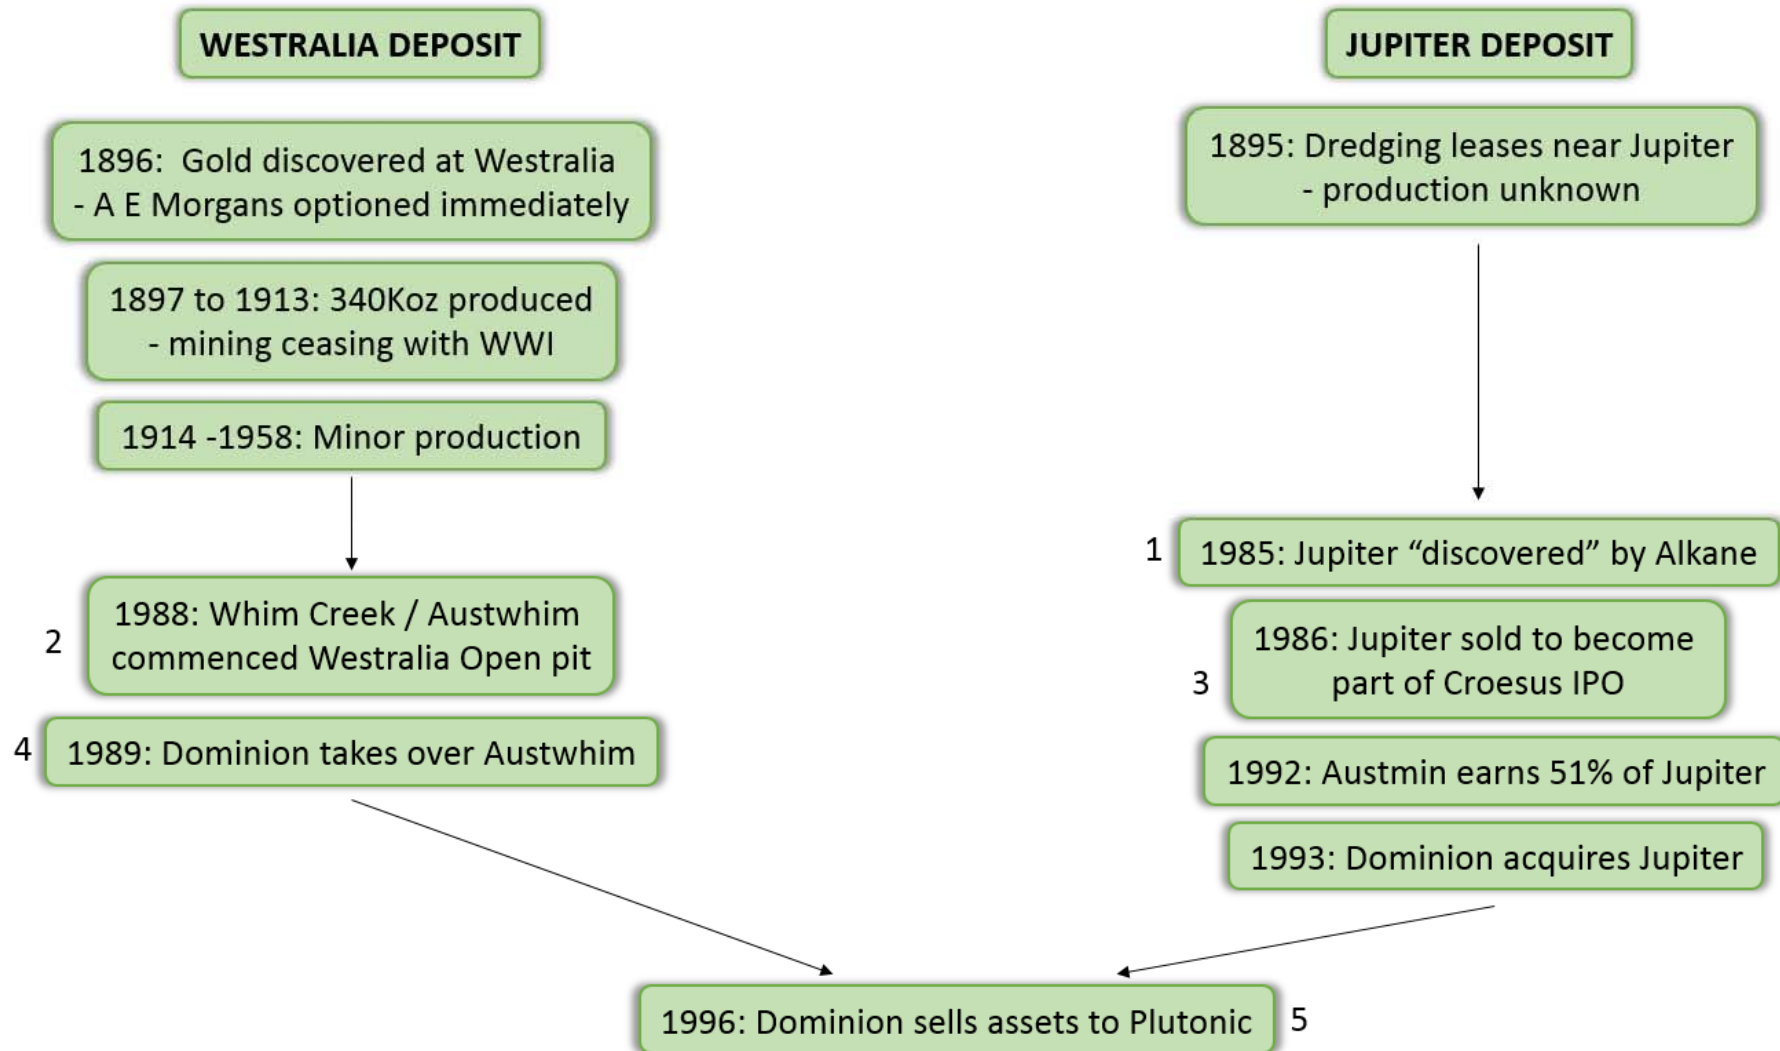 WESTRALIA DEPOSIT
1896:  Gold discovered at Westralia
- A E Morgans optioned immediately
1897 to 1913: 340Koz produced
- mining ceasing with WWI
1914 -1958: Minor production
2
1988: Whim Creek / Austwhim
commenced Westralia Open pit
4
1989: Dominion takes over Austwhim
JUPITER DEPOSIT
1895: Dredging leases near Jupiter
- production unknown
1
1985: Jupiter “discovered” by Alkane
3
1986: Jupiter sold to become
part of Croesus IPO
1992: Austmin earns 51% of Jupiter
1993: Dominion acquires Jupiter
1996: Dominion sells assets to Plutonic
5